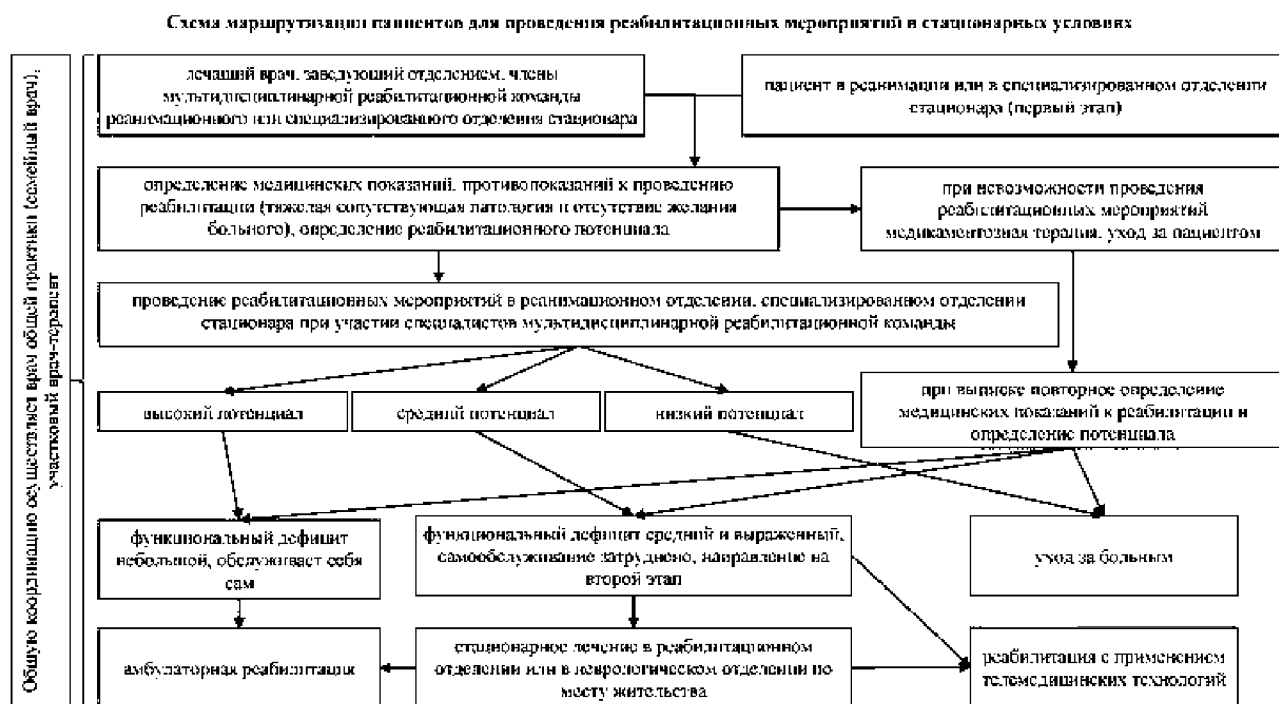 Схема маршрутизации пациентов для проведения реабилитационных мероприятий в стационарных условиях
Общую координацию осуществляет врач общей практики (семейный врач),
участковый врач-терапевт
лечащий врач, заведующий отделением, члены
мультидисциплинарной реабилитационной команды
реанимационного или специализированного отделения стационара
пациент в реанимации или в специализированном отделении
стационара (первый этап)
определение медицинских показаний, противопоказаний к проведению
реабилитации (тяжелая сопутствующая патология и отсутствие желания
больного), определение реабилитационного потенциала
при невозможности проведения
реабилитационных мероприятий
медикаментозная терапия, уход за пациентом
проведение реабилитационных мероприятий в реанимационном отделении, специализированном отделении
стационара при участии специалистов мультидисциплинарной реабилитационной команды
высокий потенциал
средний потенциал
низкий потенциал
при выписке повторное определение
медицинских показаний к реабилитации и
определение потенциала
функциональный дефицит
небольшой, обслуживает себя
сам
функциональный дефицит средний и выраженный,
самообслуживание затруднено, направление на
второй этап
уход за больным
амбулаторная реабилитация
стационарное лечение в реабилитационном
отделении или в неврологическом отделении по
месту жительства
реабилитация с применением
телемедицинских технологий